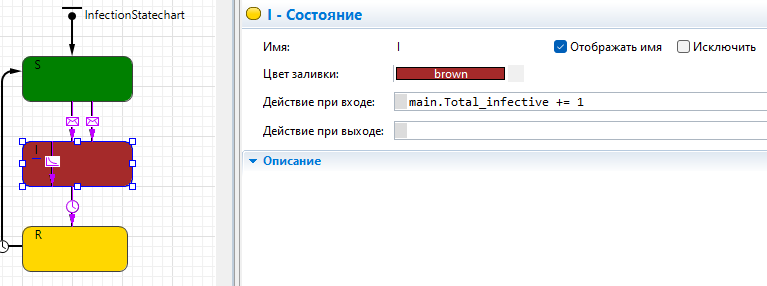 InfectionStatechart
S
I
R
I - Состояние
Имя: I Отображать имя Исключить
Цвет заливки: brown
Действие при входе: main.Total_infective += 1
Действие при выходе:
Описание